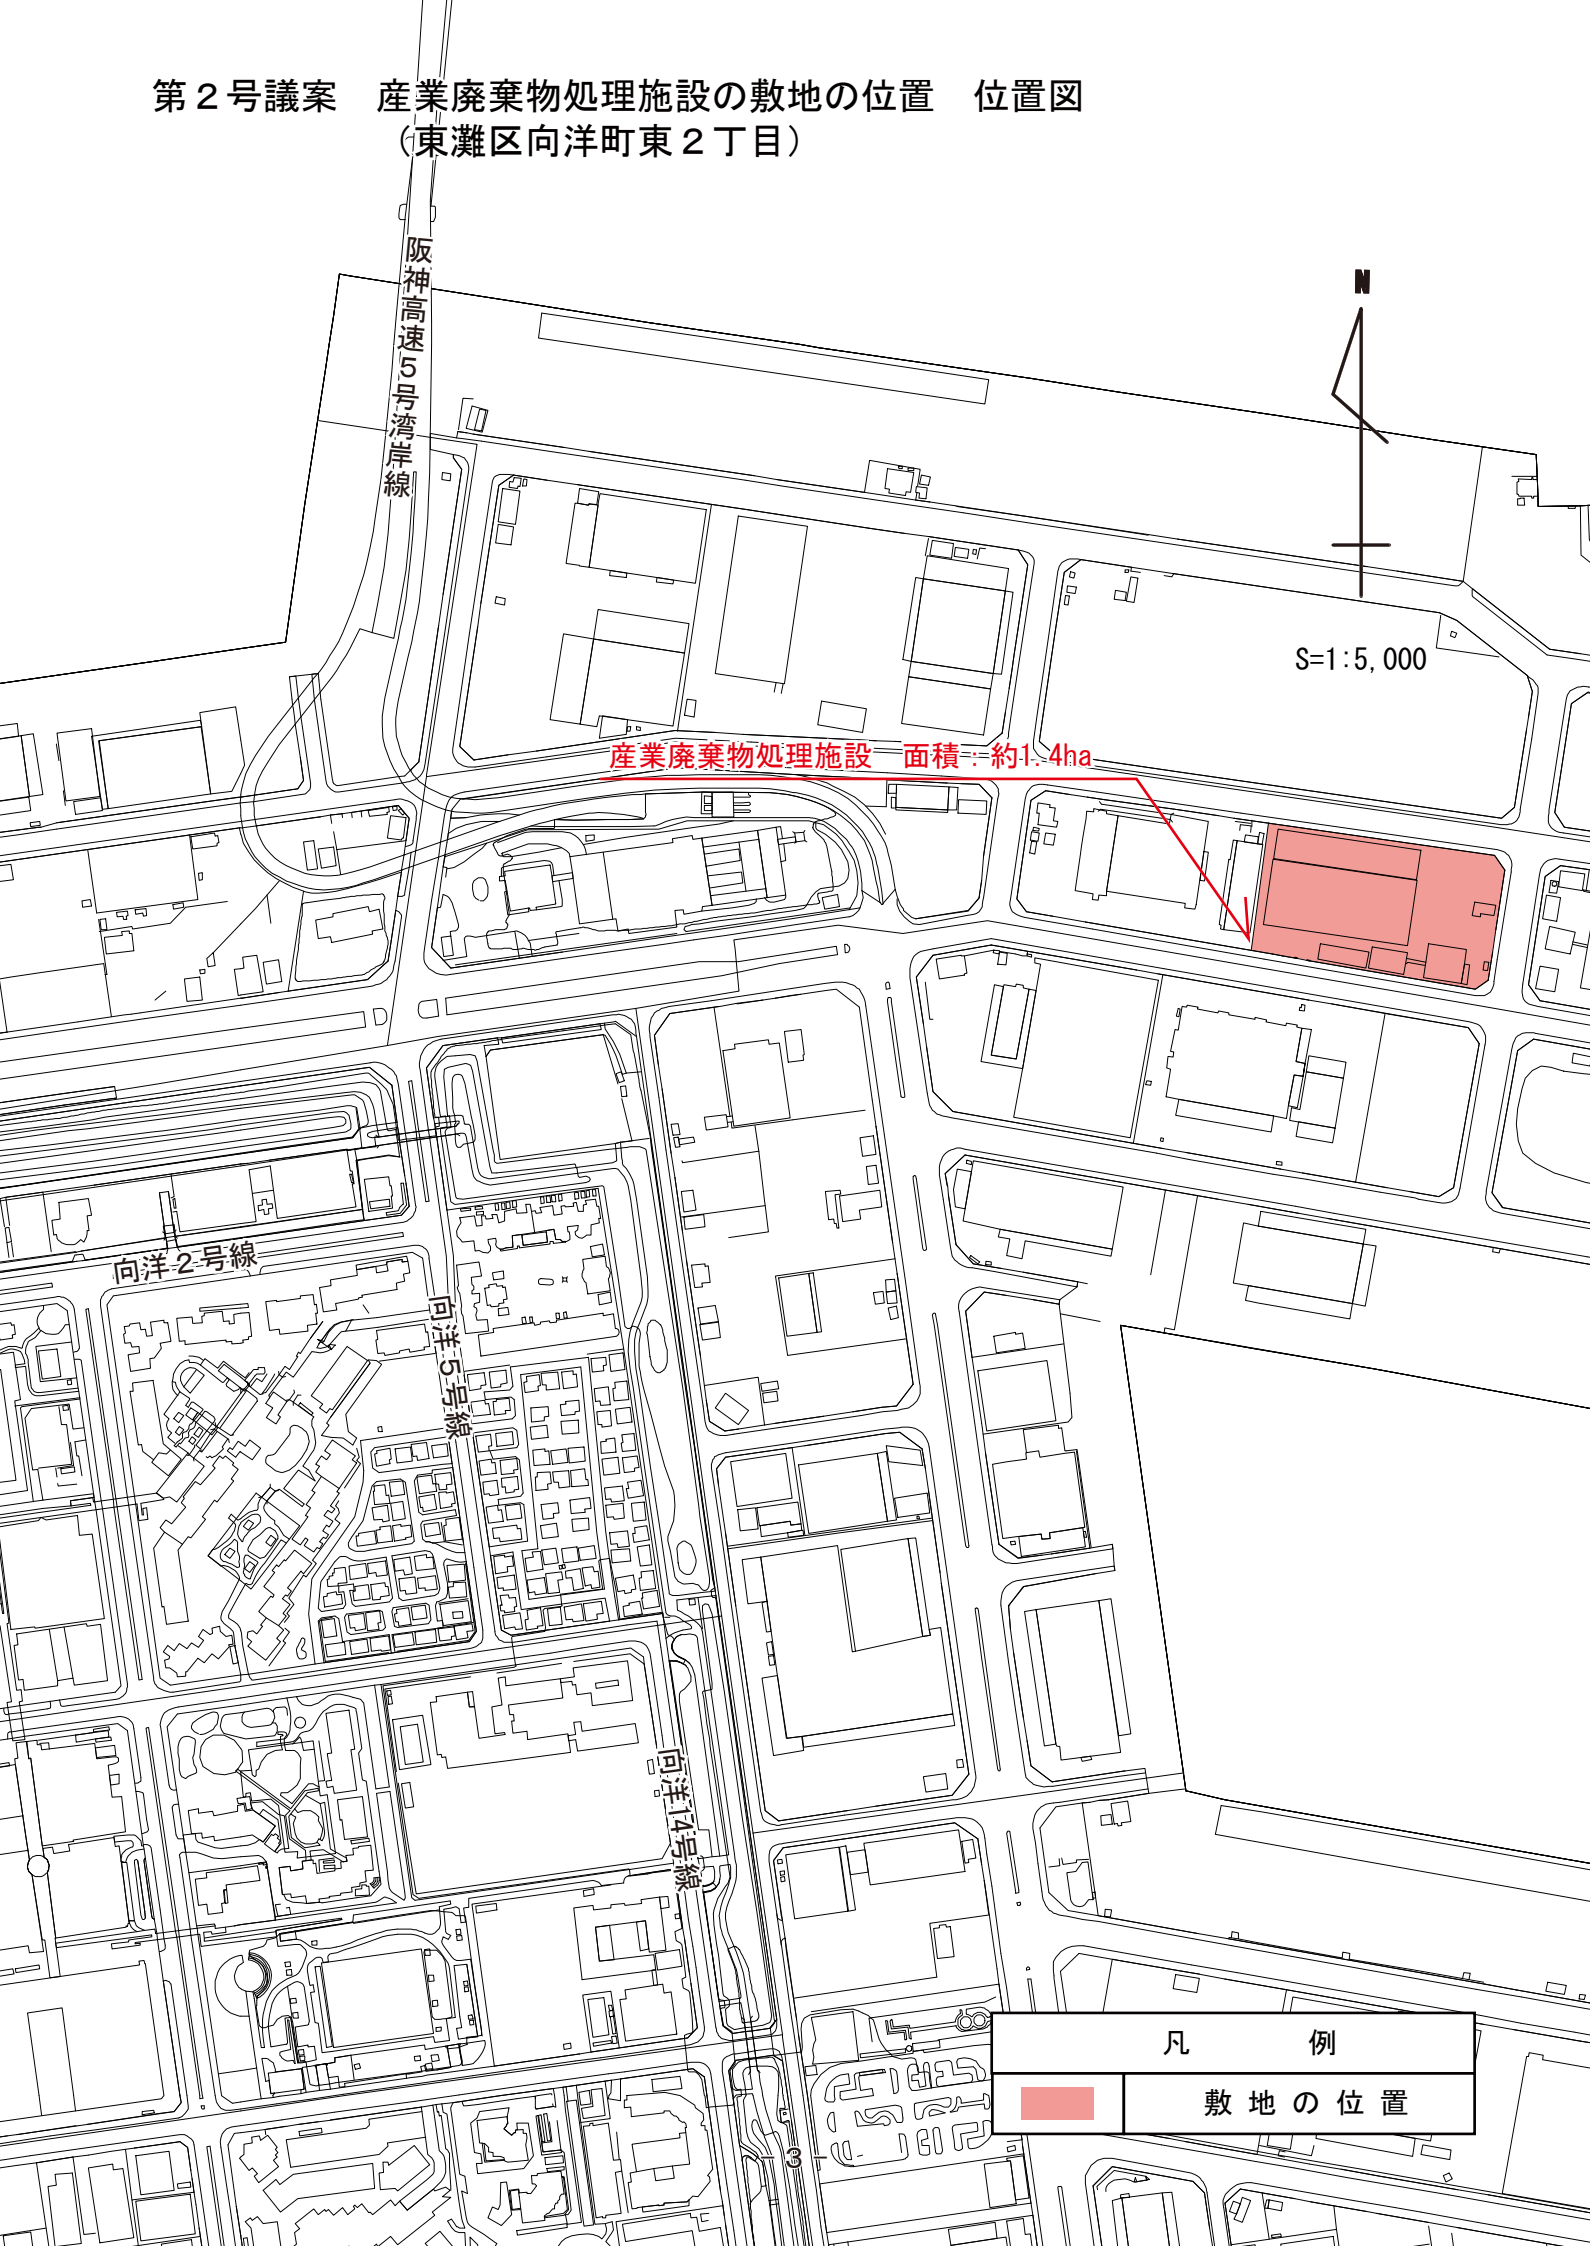 第２号議案　産業廃棄物処理施設の敷地の位置　位置図
（東灘区向洋町東２丁目）
阪神高速５号湾岸線
N
S=1:5,000
産業廃棄物処理施設　面積：約1.4ha
向洋２号線
向洋５号線
向洋14号線
凡　例
敷地の位置
- 3 -